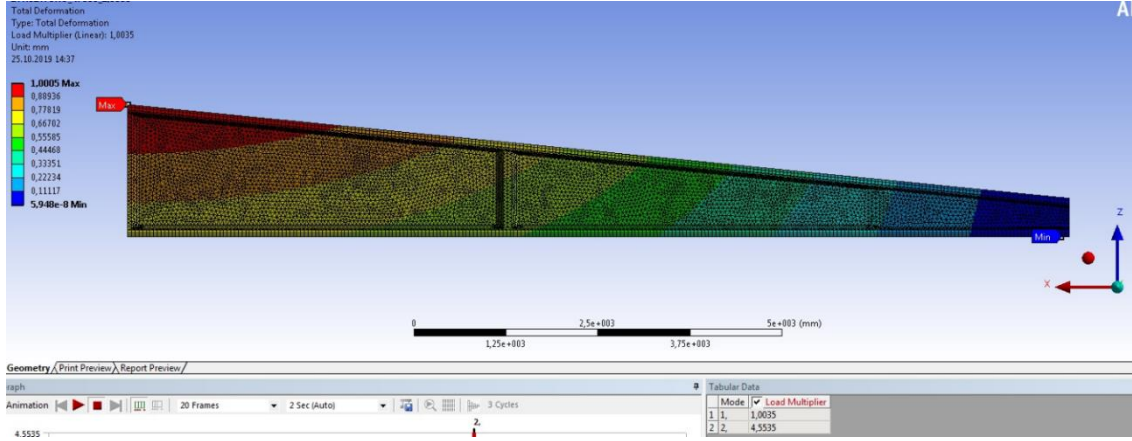 Total Deformation
Type: Total Deformation
Load Multiplier (Linear): 1,0035
Unit: mm
25.10.2019 14:37
1,0005 Max
0,88936
0,77819
0,66702
0,55585
0,44468
0,33351
0,22234
0,11117
5,948e-8 Min
Max
Min
Z
X
0 2,5e+003 5e+003 (mm)
1,25e+003 3,75e+003
Geometry Print Preview Report Preview
raph
Tabular Data
Animation 20 Frames 2 Sec (Auto) 3 Cycles
Mode Load Multiplier
1 1, 1,0035
2 2, 4,5535
2,
4,5535